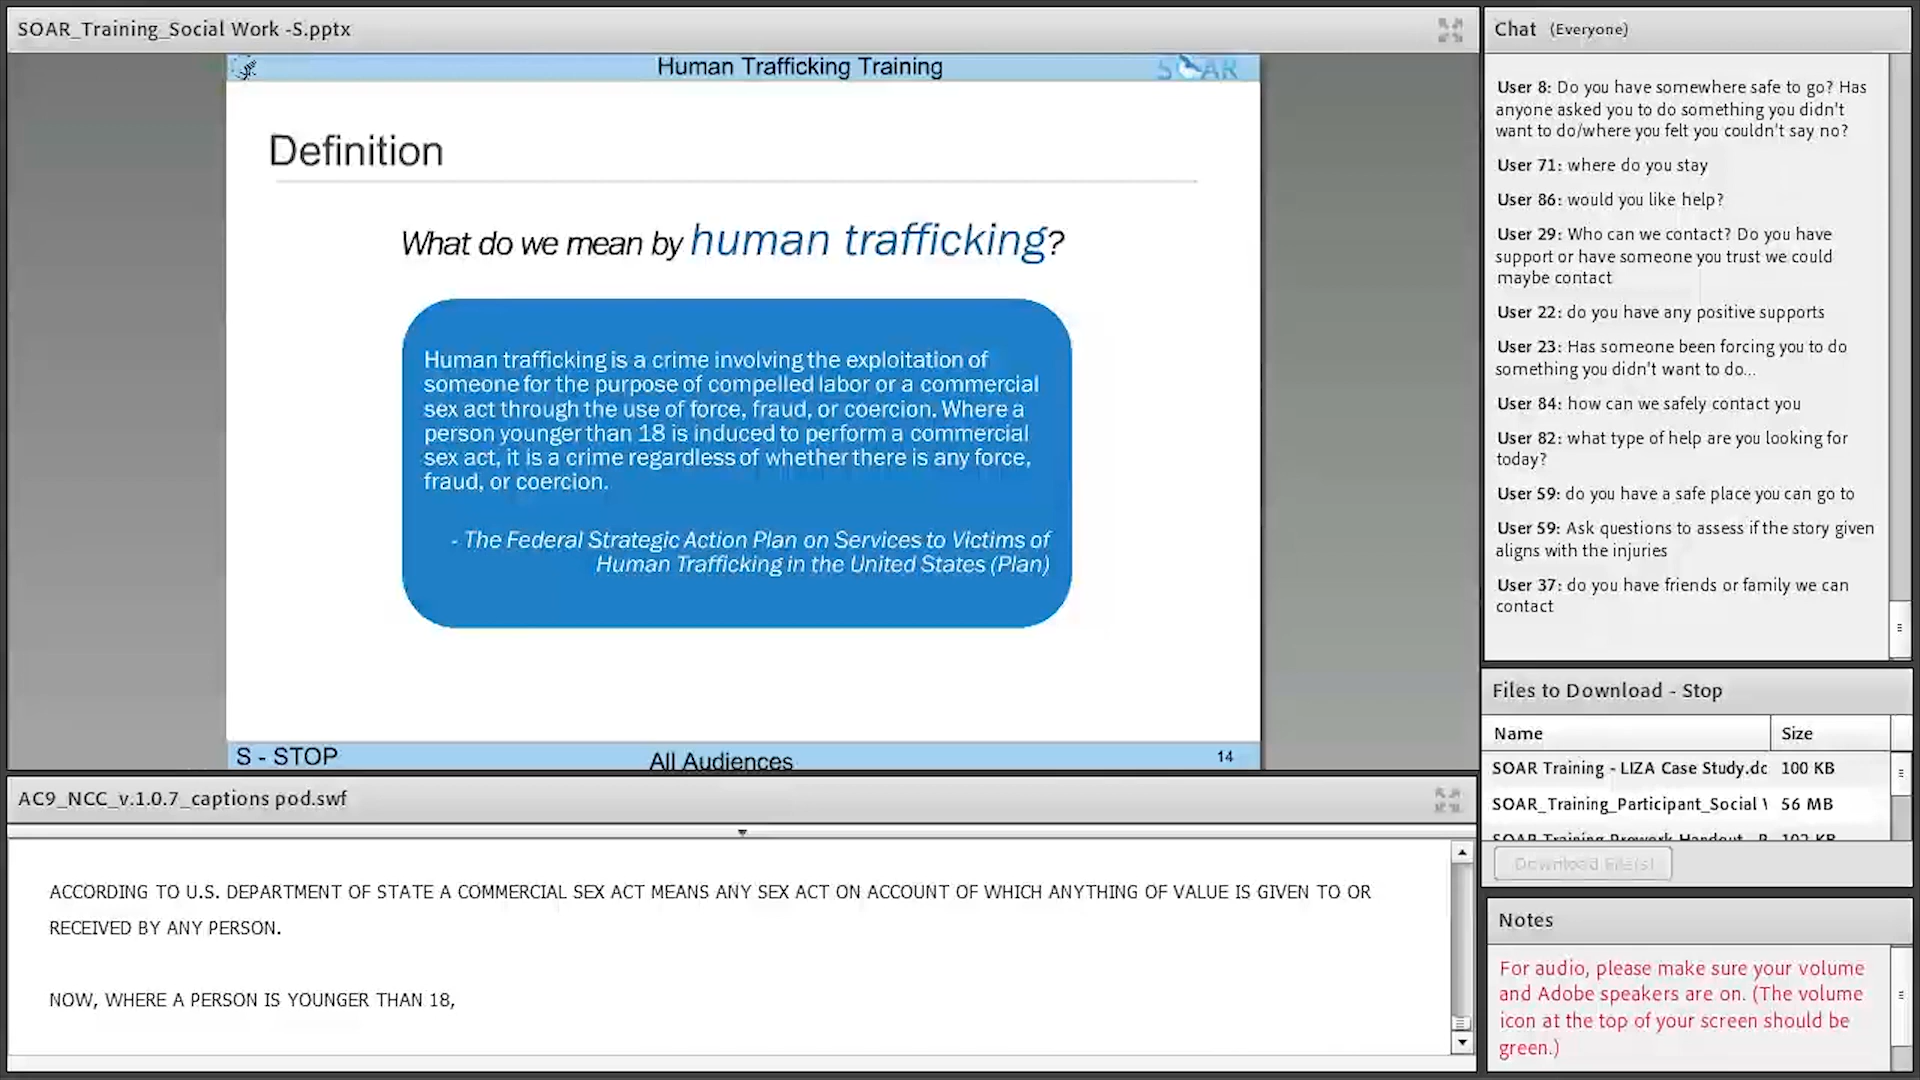 SOAR_Training_Social Work -S.pptx
Human Trafficking Training
SOAR
Definition
What do we mean by human trafficking?
Human trafficking is a crime involving the exploitation of
someone for the purpose of compelled labor or a commercial
sex act through the use of force, fraud, or coercion. Where a
person younger than 18 is induced to perform a commercial
sex act, it is a crime regardless of whether there is any force,
fraud, or coercion.
- The Federal Strategic Action Plan on Services to Victims of
Human Trafficking in the United States (Plan)
S - STOP
All Audiences
14
AC9_NCC_v.1.0.7_captions pod.swf
ACCORDING TO U.S. DEPARTMENT OF STATE A COMMERCIAL SEX ACT MEANS ANY SEX ACT ON ACCOUNT OF WHICH ANYTHING OF VALUE IS GIVEN TO OR
RECEIVED BY ANY PERSON.
NOW, WHERE A PERSON IS YOUNGER THAN 18,
Chat (Everyone)
User 8: Do you have somewhere safe to go? Has
anyone asked you to do something you didn't
want to do/where you felt you couldn't say no?
User 71: where do you stay
User 86: would you like help?
User 29: Who can we contact? Do you have
support or have someone you trust we could
maybe contact
User 22: do you have any positive supports
User 23: Has someone been forcing you to do
something you didn't want to do...
User 84: how can we safely contact you
User 82: what type of help are you looking for
today?
User 59: do you have a safe place you can go to
User 59: Ask questions to assess if the story given
aligns with the injuries
User 37: do you have friends or family we can
contact
Files to Download - Stop
Name Size
SOAR Training - LIZA Case Study.dc 100 KB
SOAR_Training_Participant_Social 56 MB
SOAR Training Prework Handout 102 KB
Download File(s)
Notes
For audio, please make sure your volume
and Adobe speakers are on. (The volume
icon at the top of your screen should be
green.)